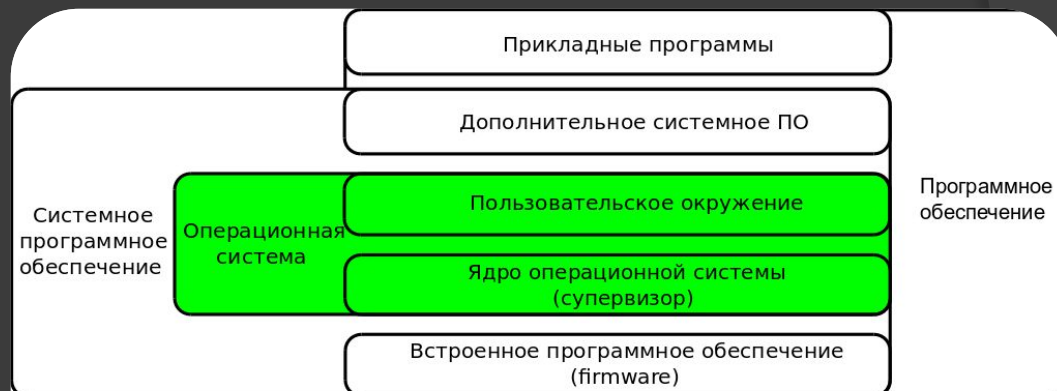 Прикладные программы
Дополнительное системное ПО
Пользовательское окружение
Программное
обеспечение
Системное
программное
обеспечение
Операционная
система
Ядро операционной системы
(супервизор)
Встроенное программное обеспечение
(firmware)